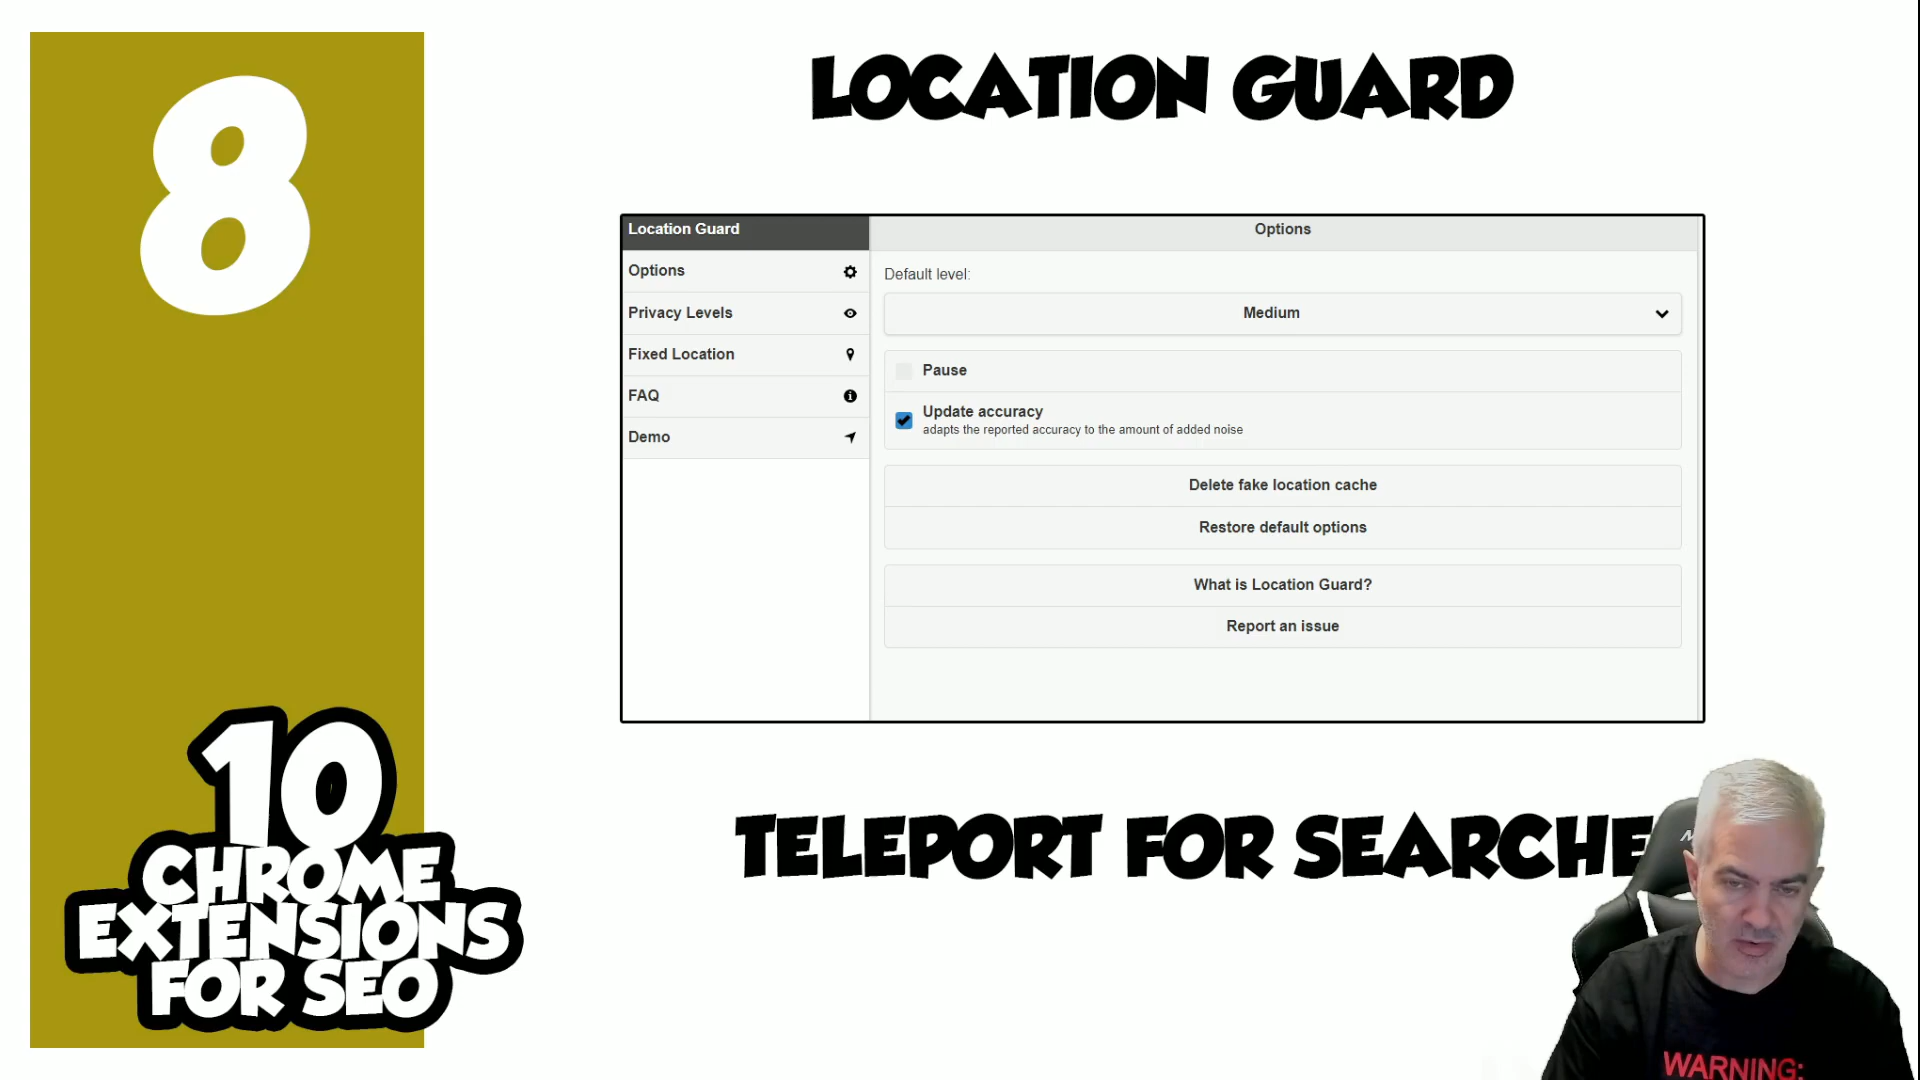 8
LOCATION GUARD
Location Guard
Options
Privacy Levels
Fixed Location
FAQ
Demo
Options
Default level:
Medium
Pause
Update accuracy
adapts the reported accuracy to the amount of added noise
Delete fake location cache
Restore default options
What is Location Guard?
Report an issue
TELEPORT FOR SEARCHE
10
CHROME
EXTENSIONS
FOR SEO
WARNING: